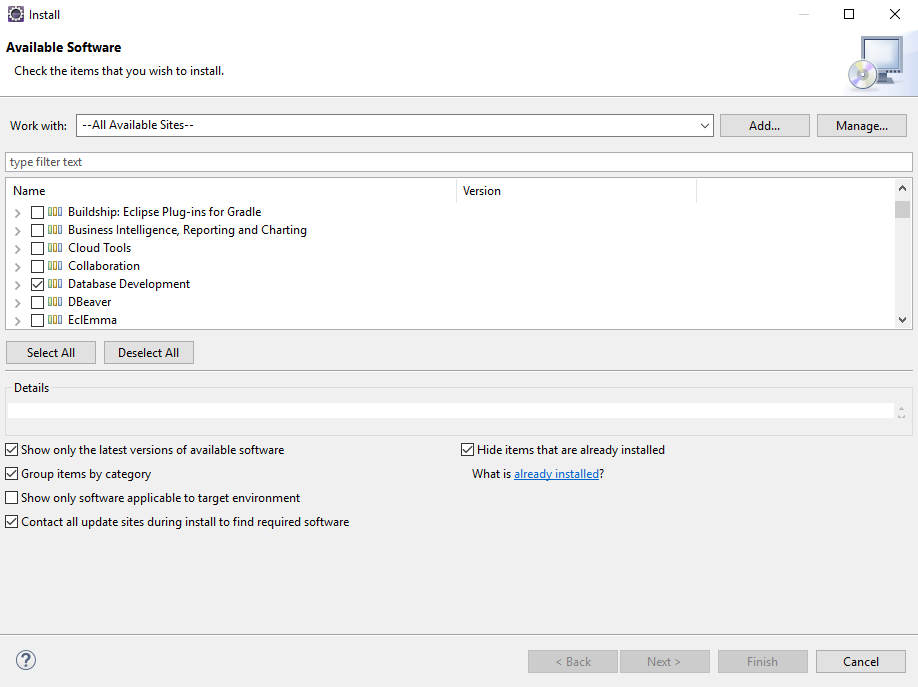 Install
Available Software
Check the items that you wish to install.
Work with: --All Available Sites-- Add... Manage...
type filter text
Name Version
Buildship: Eclipse Plug-ins for Gradle
Business Intelligence, Reporting and Charting
Cloud Tools
Collaboration
Database Development
DBeaver
EclEmma
Select All Deselect All
Details
Show only the latest versions of available software Hide items that are already installed
Group items by category What is already installed?
Show only software applicable to target environment
Contact all update sites during install to find required software
? < Back Next > Finish Cancel